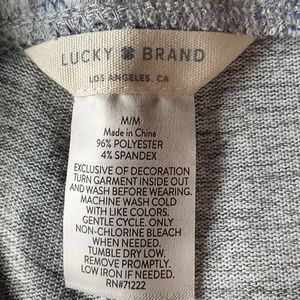 LUCKY BRAND
LOS ANGELES, CA
M/M
Made in China
96% POLYESTER
4% SPANDEX
EXCLUSIVE OF DECORATION
TURN GARMENT INSIDE OUT
AND WASH BEFORE WEARING.
MACHINE WASH COLD
WITH LIKE COLORS.
GENTLE CYCLE. ONLY
NON-CHLORINE BLEACH
WHEN NEEDED.
TUMBLE DRY LOW.
REMOVE PROMPTLY.
LOW IRON IF NEEDED.
RN#71222